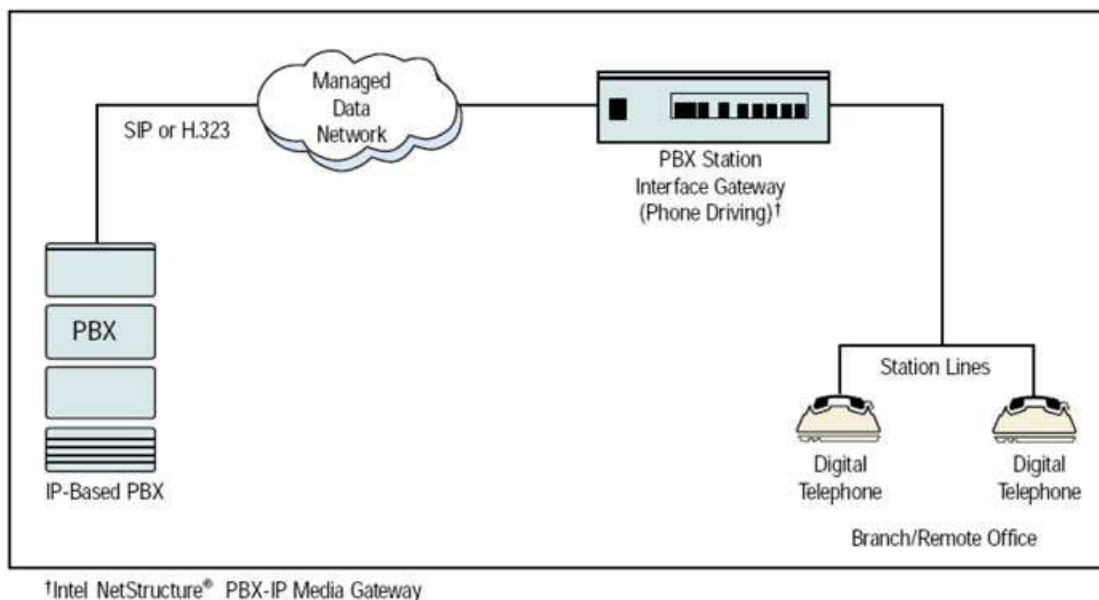 Managed
Data
Network
SIP or H.323
PBX Station
Interface Gateway
(Phone Driving)†
PBX
IP-Based PBX
Station Lines
Digital
Telephone
Digital
Telephone
Branch/Remote Office
†Intel NetStructure® PBX-IP Media Gateway